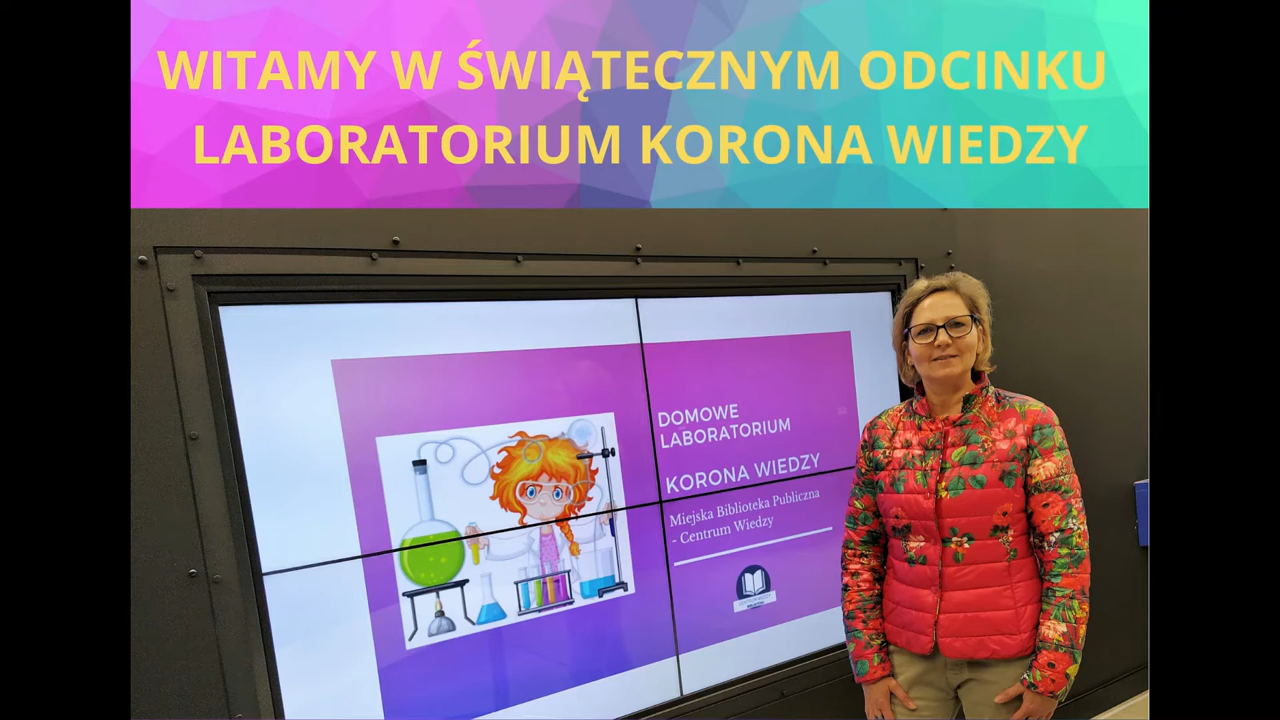 WITAMY W ŚWIĄTECZNYM ODCINKU
LABORATORIUM KORONA WIEDZY
DOMOWE
LABORATORIUM
KORONA WIEDZY
Miejska Biblioteka Publiczna
- Centrum Wiedzy